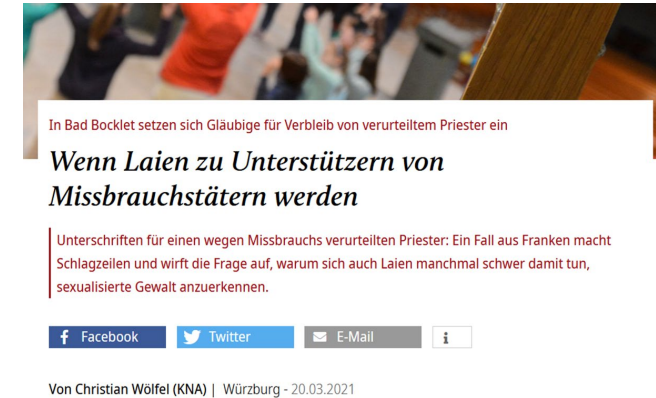 In Bad Bocklet setzen sich Gläubige für Verbleib von verurteiltem Priester ein
Wenn Laien zu Unterstützern von
Missbrauchstätern werden
Unterschriften für einen wegen Missbrauchs verurteilten Priester: Ein Fall aus Franken macht
Schlagzeilen und wirft die Frage auf, warum sich auch Laien manchmal schwer damit tun,
sexualisierte Gewalt anzuerkennen.
Facebook Twitter E-Mail i
Von Christian Wölfel (KNA) | Würzburg - 20.03.2021